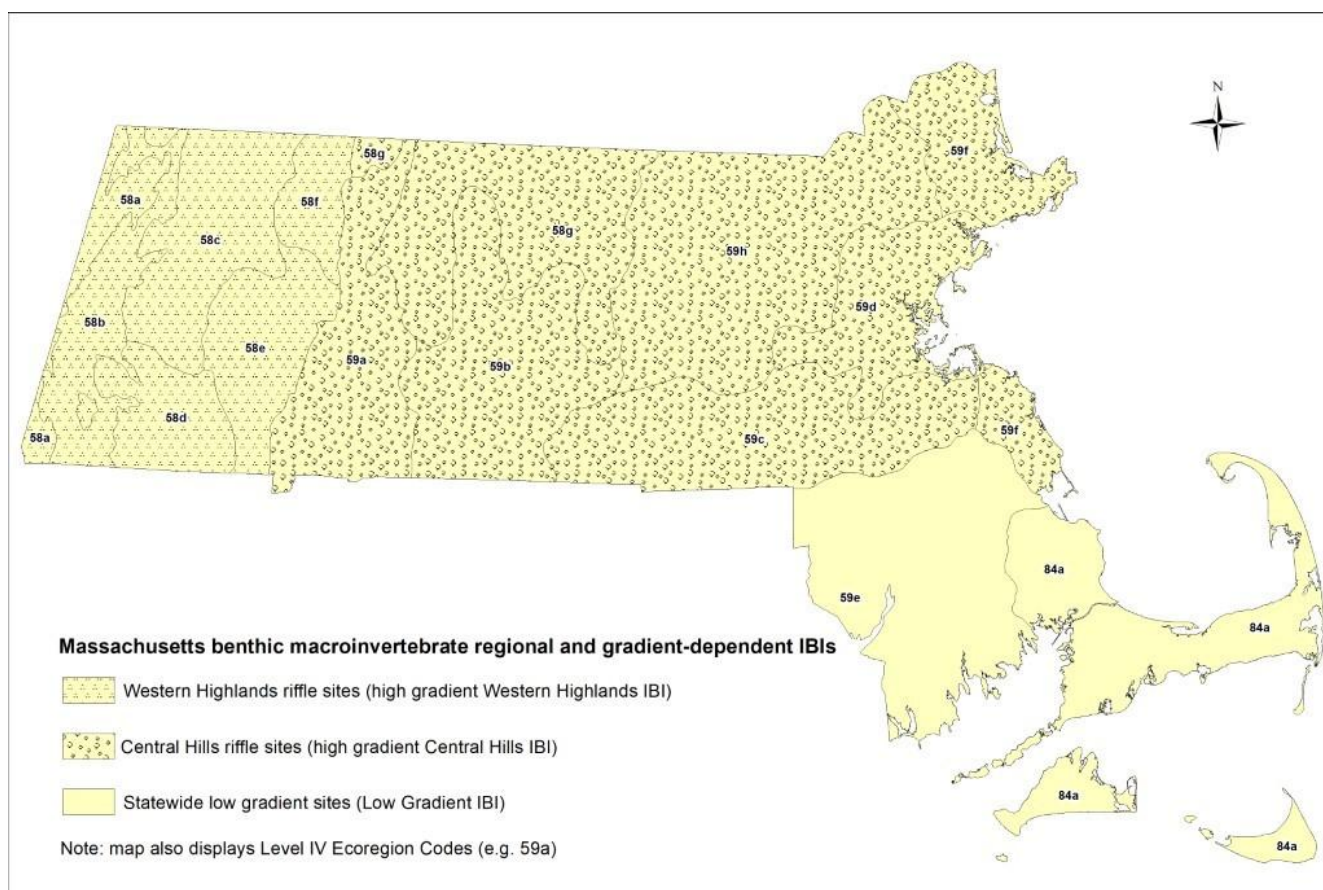 N
58g
59f
58a
58f
58c
58g
59h
59d
58b
58e
59a
59b
58d
58a
59c
59f
84a
59e
84a
Massachusetts benthic macroinvertebrate regional and gradient-dependent IBIs
Western Highlands riffle sites (high gradient Western Highlands IBI)
Central Hills riffle sites (high gradient Central Hills IBI)
Statewide low gradient sites (Low Gradient IBI)
84a
84a
Note: map also displays Level IV Ecoregion Codes (e.g. 59a)